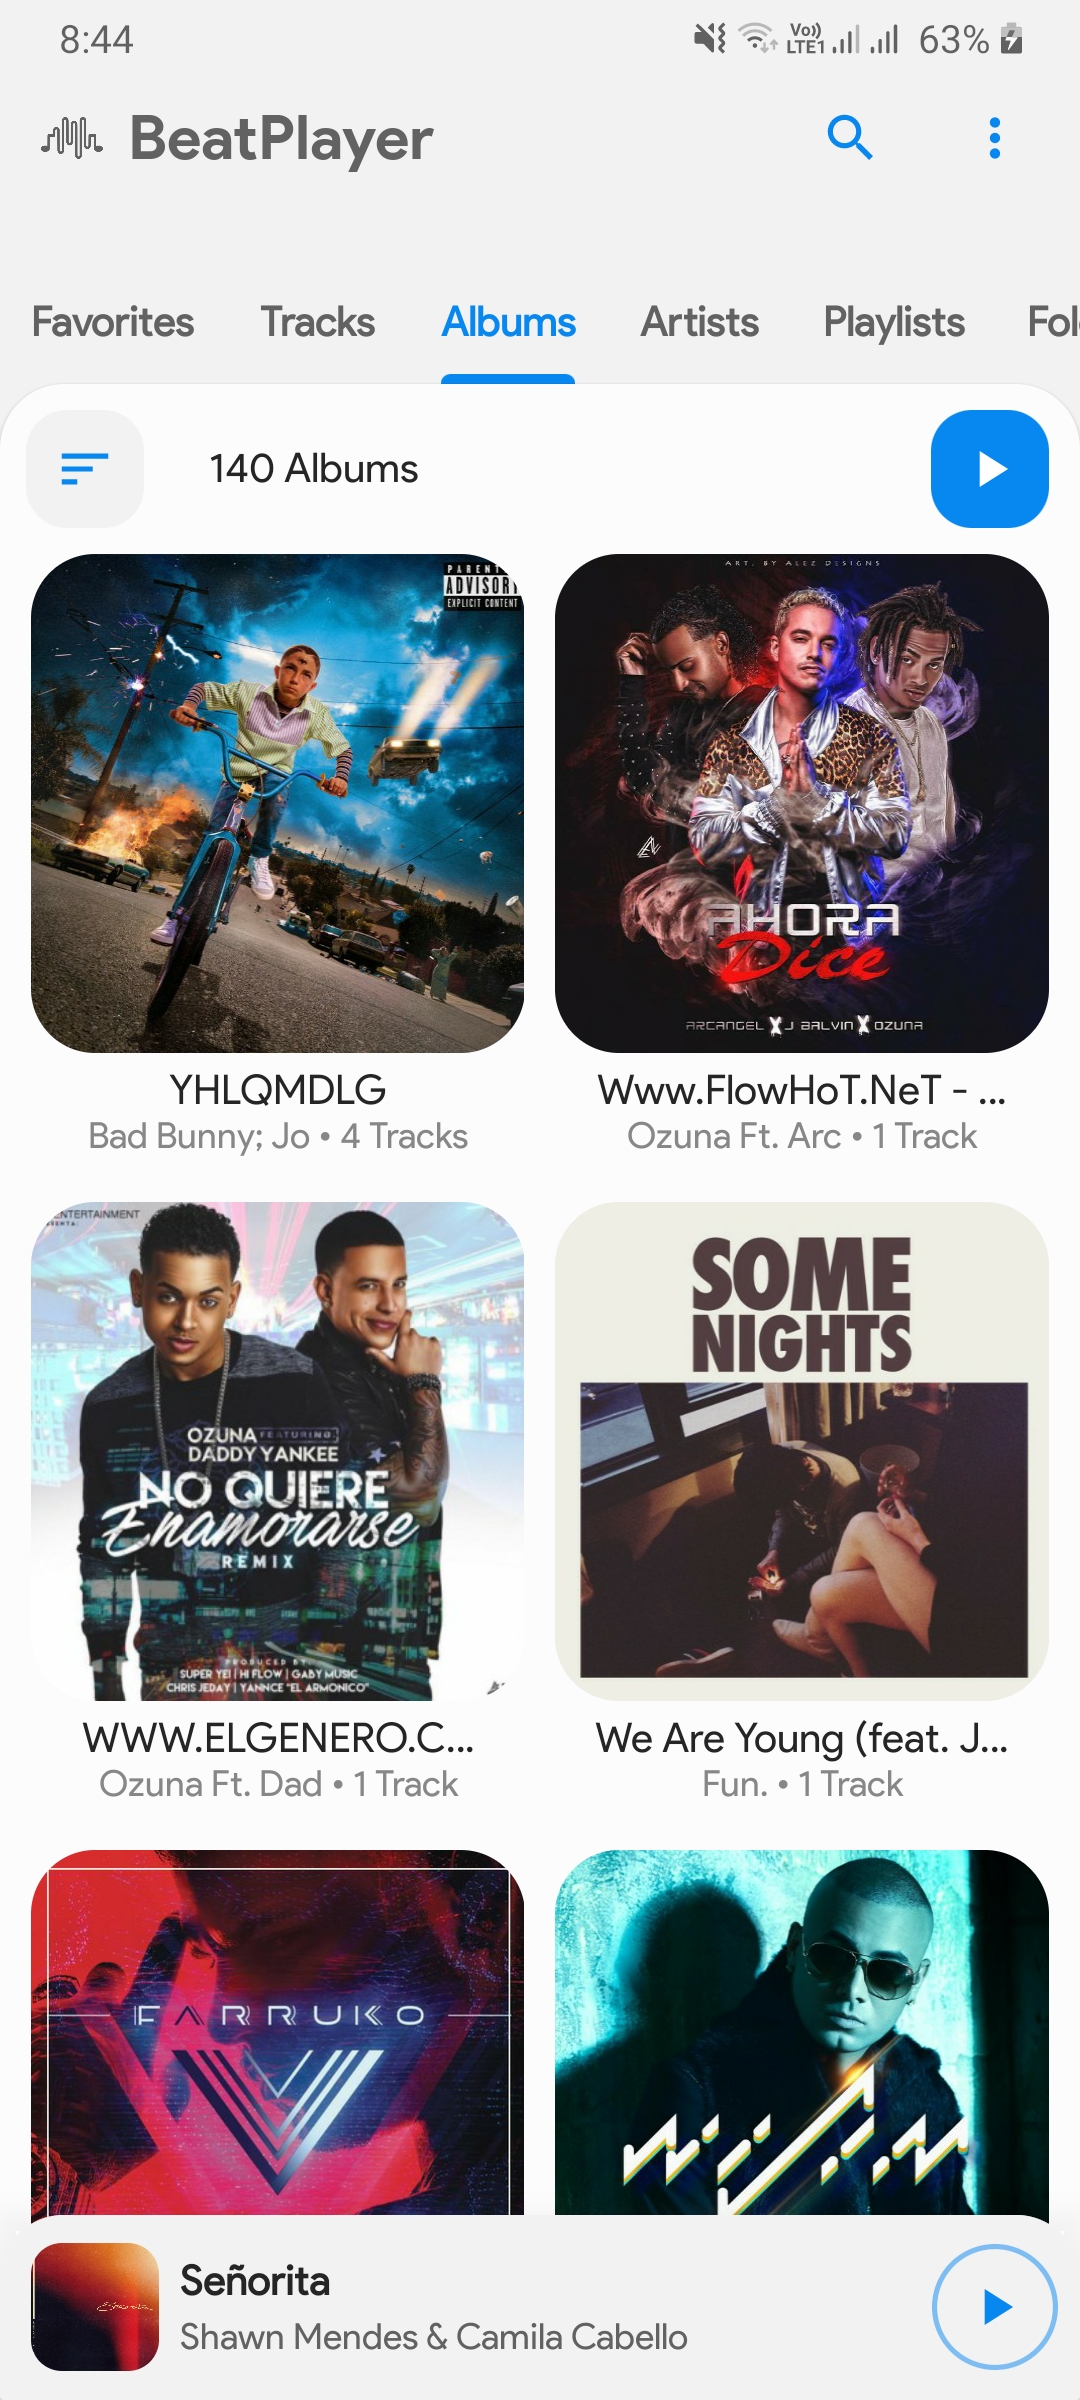 8:44
Vo))
LTE1
63%
BeatPlayer
Favorites
Tracks
Albums
Artists
Playlists
Fol
140 Albums
PARENT
ADVISORY
EXPLICIT CONTENT
ART. BY ALEZ DESIGNS
AHORA
Dice
ARCANGEL X J BALVIN X OZUNA
YHLQMDLG
Bad Bunny; Jo • 4 Tracks
Www.FlowHoT.NeT - ...
Ozuna Ft. Arc • 1 Track
ENTERTAINMENT
OZUNA FEATURING:
DADDY YANKEE
NO QUIERE
Enamorarse
REMIX
PRODUCED BY:
SUPER YEI | HI FLOW | GABY MUSIC
CHRIS JEDAY | YANNCE "EL ARMONICO"
SOME
NIGHTS
WWW.ELGENERO.C...
Ozuna Ft. Dad • 1 Track
We Are Young (feat. J...
Fun. • 1 Track
FARRUKO
Señorita
Shawn Mendes & Camila Cabello